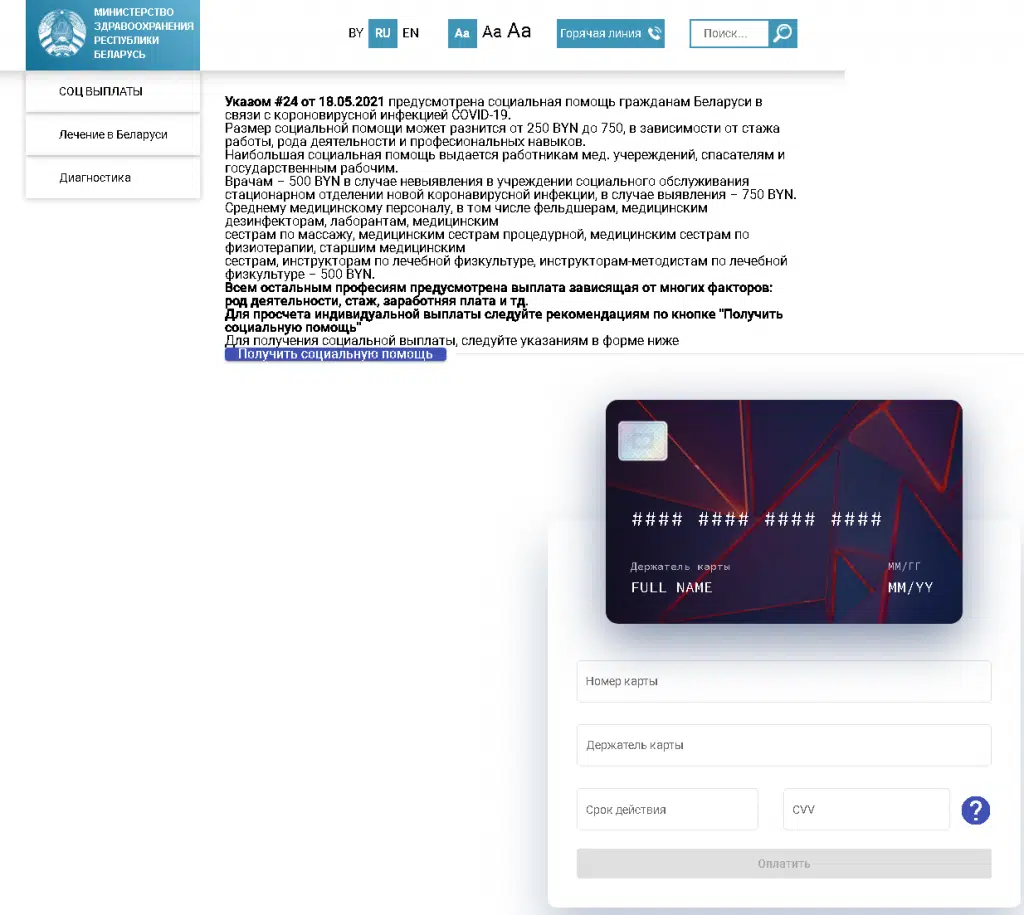 МИНИСТЕРСТВО
ЗДРАВООХРАНЕНИЯ
РЕСПУБЛИКИ
БЕЛАРУСЬ
BY RU EN Aa Aa Aa Горячая линия Поиск...
СОЦ ВЫПЛАТЫ
Лечение в Беларуси
Диагностика
Указом #24 от 18.05.2021 предусмотрена социальная помощь гражданам Беларуси в
связи с короновирусной инфекцией COVID-19.
Размер социальной помощи может разнится от 250 BYN до 750, в зависимости от стажа
работы, рода деятельности и професиональных навыков.
Наибольшая социальная помощь выдается работникам мед. учереждений, спасателям и
государственным рабочим.
Врачам – 500 BYN в случае невыявления в учреждении социального обслуживания
стационарном отделении новой коронавирусной инфекции, в случае выявления – 750 BYN.
Среднему медицинскому персоналу, в том числе фельдшерам, медицинским
дезинфекторам, лаборантам, медицинским
сестрам по массажу, медицинским сестрам процедурной, медицинским сестрам по
физиотерапии, старшим медицинским
сестрам, инструкторам по лечебной физкультуре, инструкторам-методистам по лечебной
физкультуре – 500 BYN.
Всем остальным професиям предусмотрена выплата зависящая от многих факторов:
род деятельности, стаж, заработняя плата и тд.
Для просчета индивидуальной выплаты следуйте рекомендациям по кнопке "Получить
социальную помощь"
Для получения социальной выплаты, следуйте указаниям в форме ниже
Получить социальную помощь
#### #### #### ####
Держатель карты ММ/ГГ
FULL NAME MM/YY
Номер карты
Держатель карты
Срок действия CVV ?
Оплатить